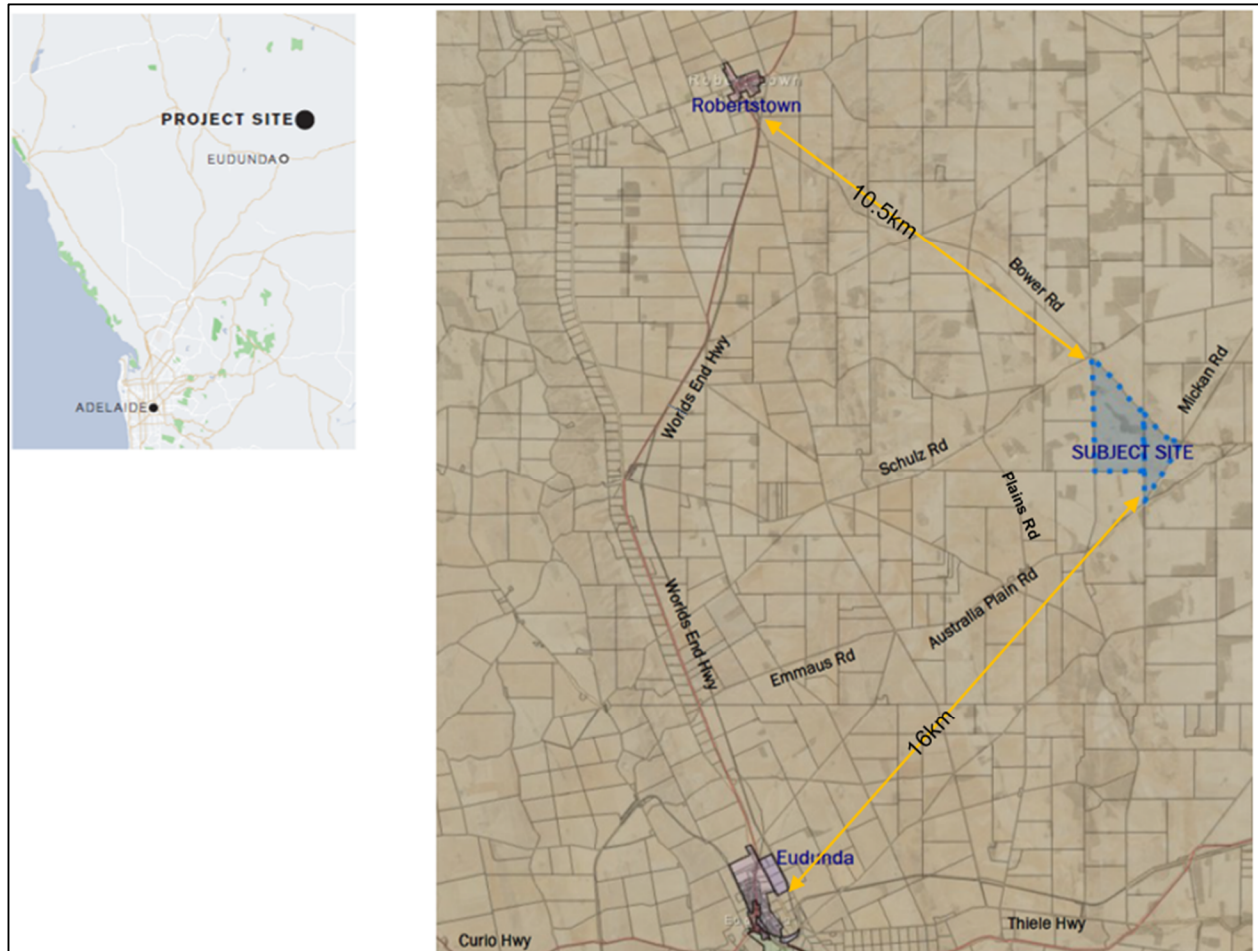 PROJECT SITE
EUDUNDA
ADELAIDE
Robertstown
10.5km
Bower Rd
Worlds End Hwy
Mickan Rd
Schulz Rd
SUBJECT SITE
Plains Rd
Australia Plain Rd
Worlds End Hwy
Emmaus Rd
16km
Eudunda
Thiele Hwy
Curio Hwy